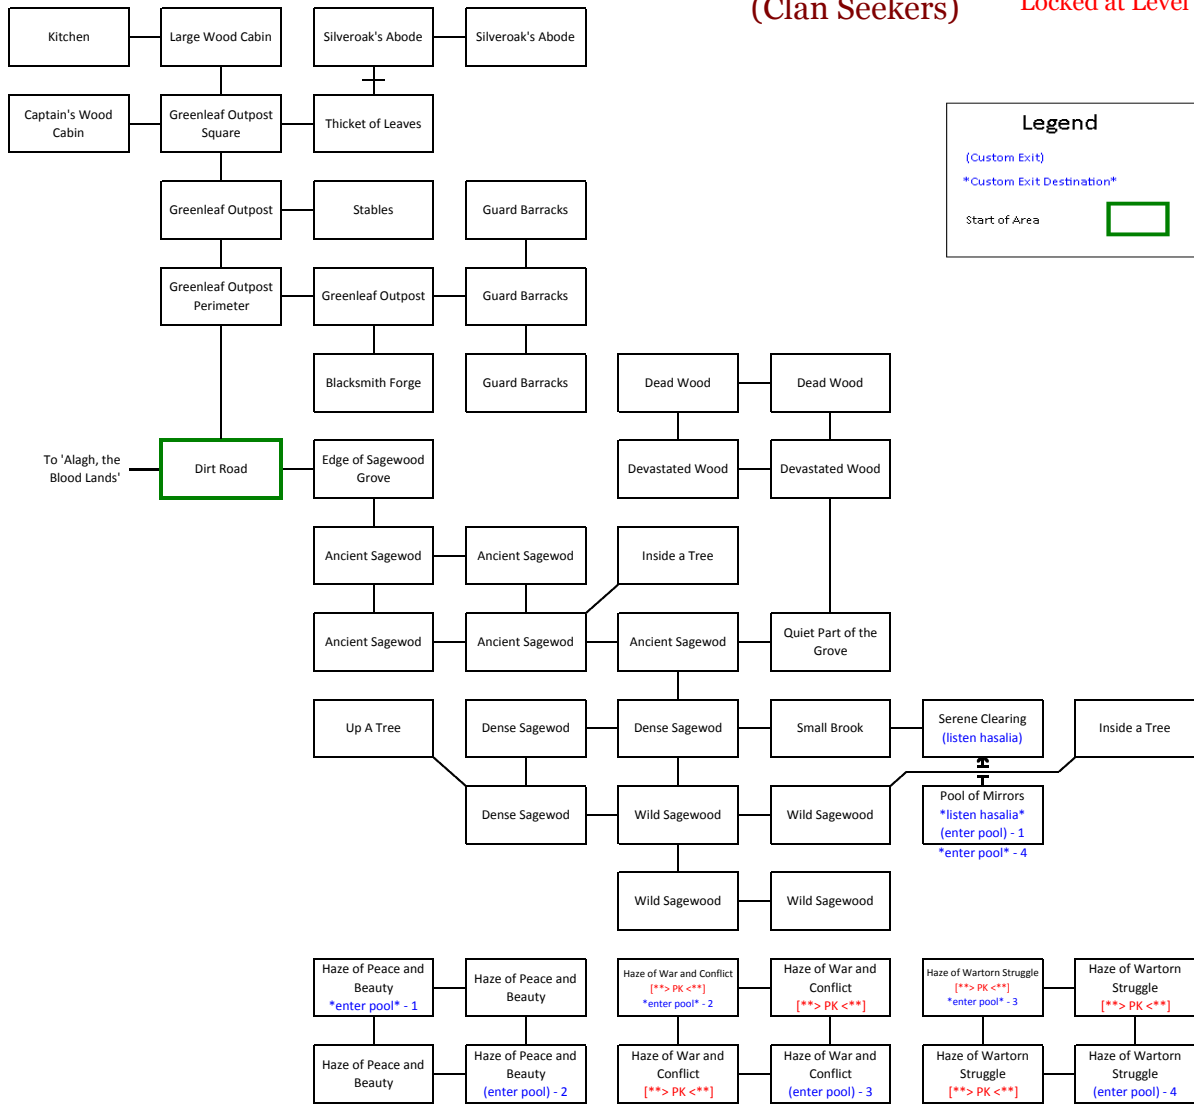 (Clan Seekers)
Locked at Level
Kitchen
Large Wood Cabin
Silveroak's Abode
Silveroak's Abode
Captain's Wood
Cabin
Greenleaf Outpost
Square
Thicket of Leaves
Legend
(Custom Exit)
*Custom Exit Destination*
Start of Area
Greenleaf Outpost
Stables
Guard Barracks
Greenleaf Outpost
Perimeter
Greenleaf Outpost
Guard Barracks
Blacksmith Forge
Guard Barracks
Dead Wood
Dead Wood
To 'Alagh, the
Blood Lands'
Dirt Road
Edge of Sagewood
Grove
Devastated Wood
Devastated Wood
Ancient Sagewod
Ancient Sagewod
Inside a Tree
Ancient Sagewod
Ancient Sagewod
Ancient Sagewod
Quiet Part of the
Grove
Up A Tree
Dense Sagewod
Dense Sagewod
Small Brook
Serene Clearing
(listen hasalia)
Inside a Tree
Dense Sagewod
Wild Sagewood
Wild Sagewood
Pool of Mirrors
*listen hasalia*
(enter pool) - 1
*enter pool* - 4
Wild Sagewood
Wild Sagewood
Haze of Peace and
Beauty
*enter pool* - 1
Haze of Peace and
Beauty
Haze of War and Conflict
[**> PK <**]
*enter pool* - 2
Haze of War and
Conflict
[**> PK <**]
Haze of Wartorn Struggle
[**> PK <**]
*enter pool* - 3
Haze of Wartorn
Struggle
[**> PK <**]
Haze of Peace and
Beauty
Haze of Peace and
Beauty
(enter pool) - 2
Haze of War and
Conflict
[**> PK <**]
Haze of War and
Conflict
(enter pool) - 3
Haze of Wartorn
Struggle
[**> PK <**]
Haze of Wartorn
Struggle
(enter pool) - 4